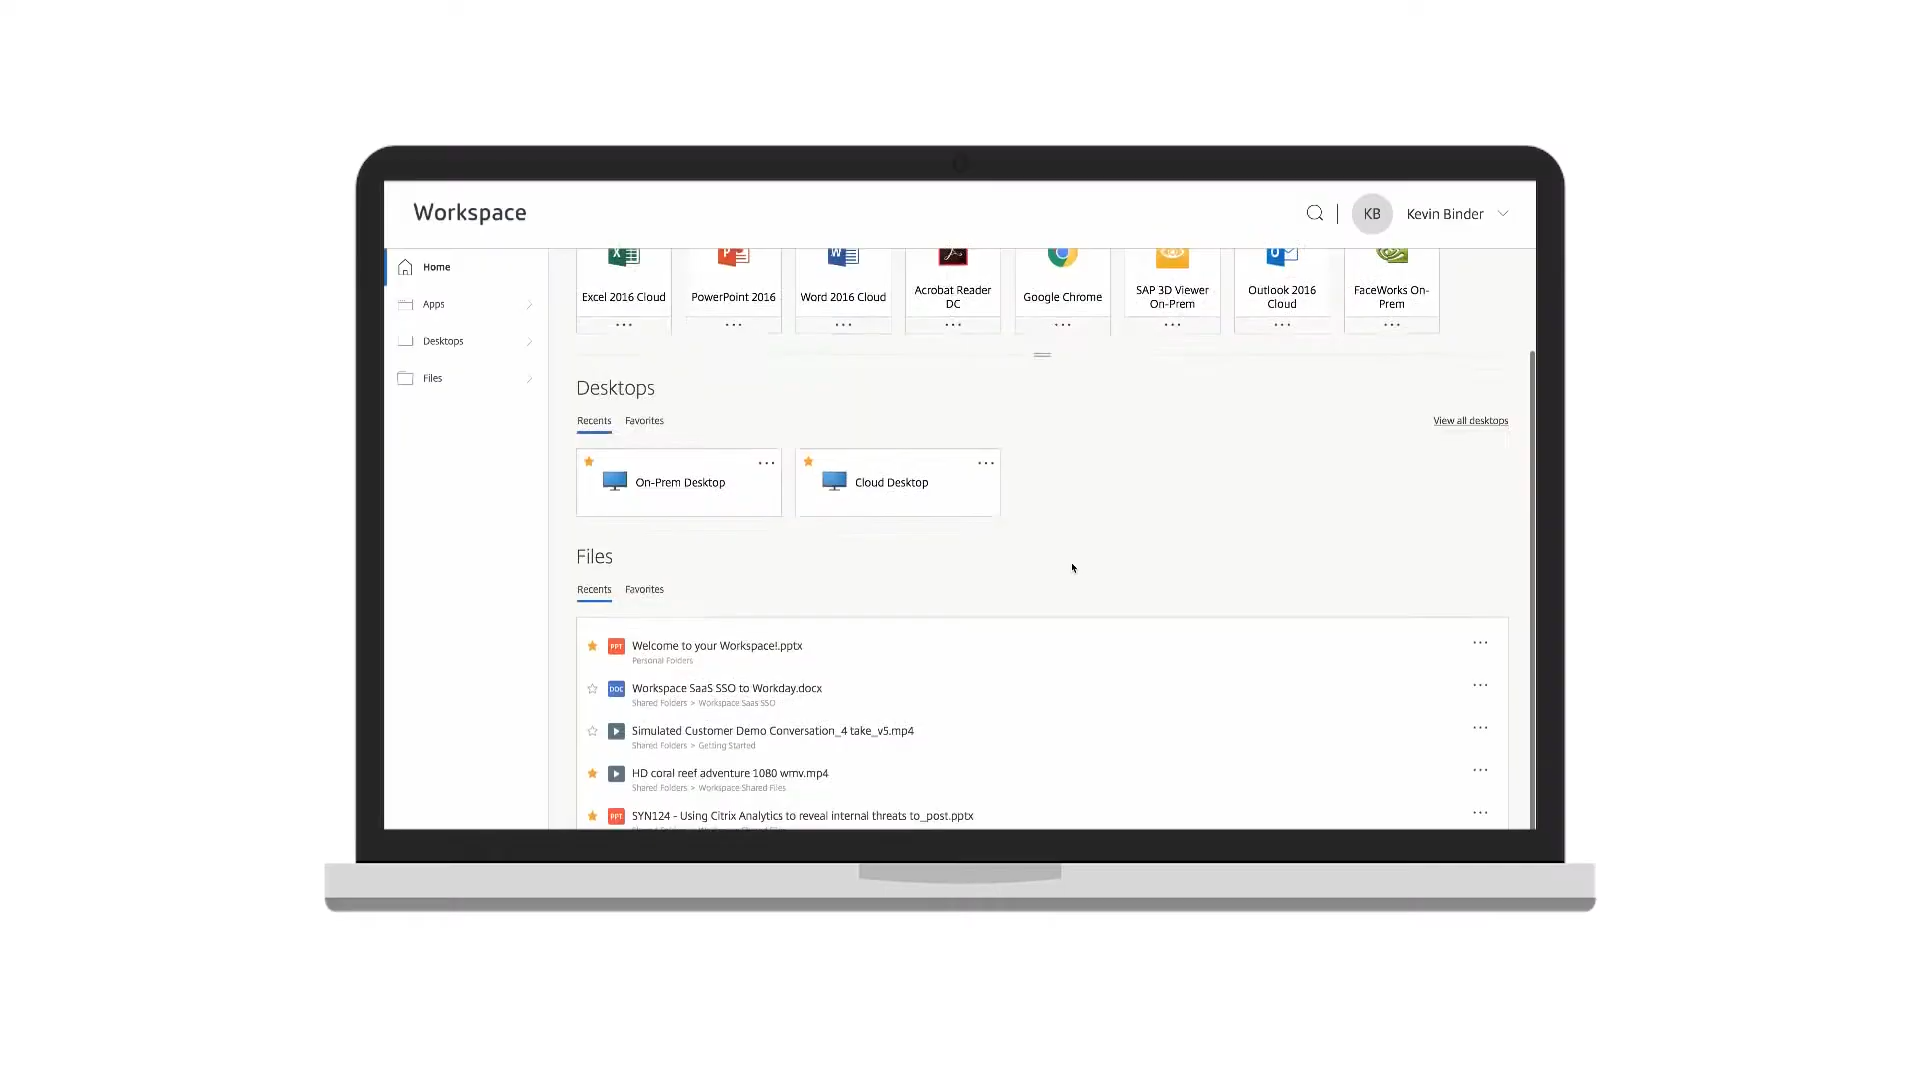 Workspace
KB
Kevin Binder
Home
Apps
Desktops
Files
Excel 2016 Cloud
PowerPoint 2016
Word 2016 Cloud
Acrobat Reader
DC
Google Chrome
SAP 3D Viewer
On-Prem
Outlook 2016
Cloud
FaceWorks On-
Prem
Desktops
Recents Favorites
View all desktops
On-Prem Desktop
Cloud Desktop
Files
Recents Favorites
PPT Welcome to your Workspace!.pptx
Personal Folders
DOC Workspace SaaS SSO to Workday.docx
Shared Folders > Workspace Saas SSO
Simulated Customer Demo Conversation_4 take_v5.mp4
Shared Folders > Getting Started
HD coral reef adventure 1080 wmv.mp4
Shared Folders > Workspace Shared Files
PPT SYN124 - Using Citrix Analytics to reveal internal threats to_post.pptx